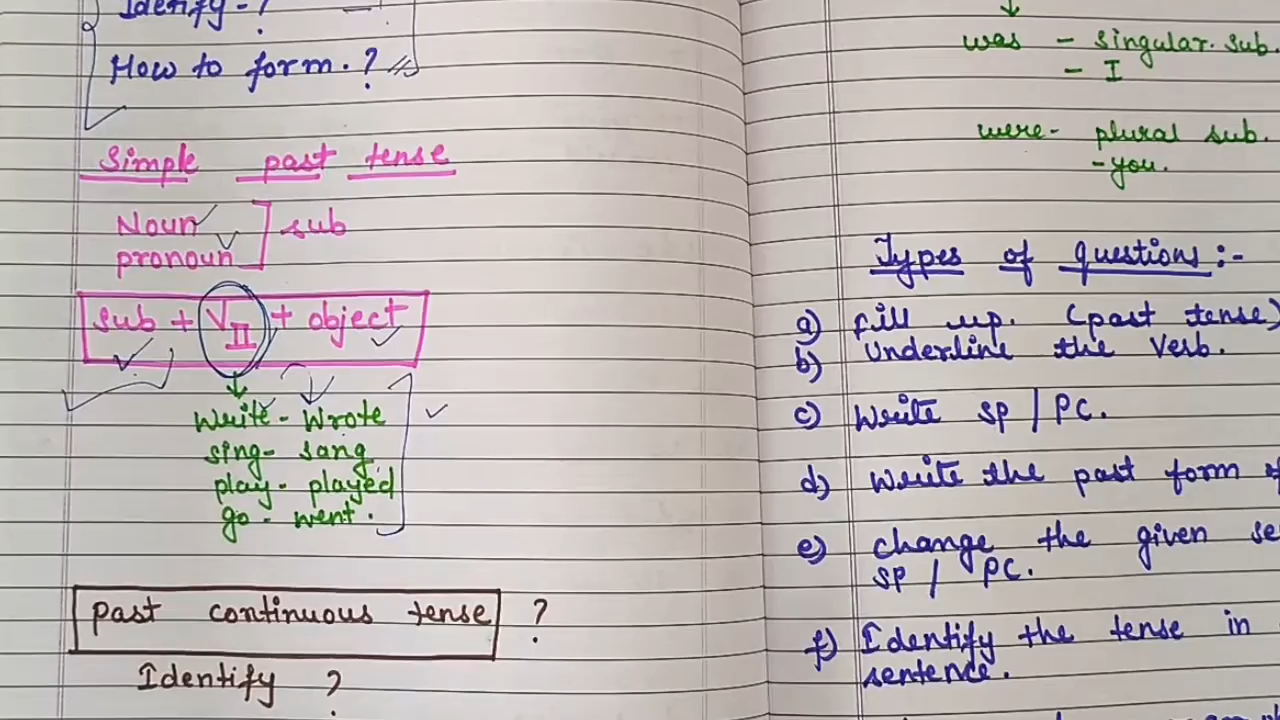 Identify - ?
How to form. ?
Simple past tense
Noun
pronoun
sub
sub + VII + object
Write - Wrote
sing - sang
play - played
go - went.
Past continuous tense ?
Identify ?
was - singular. sub.
- I
were - plural sub.
- you.
Types of questions :-
a) fill up. (past tense)
b) Underline the Verb.
c) Write SP / PC.
d) Write the past form
e) change the given
SP / PC.
f) Identify the tense in
sentence.